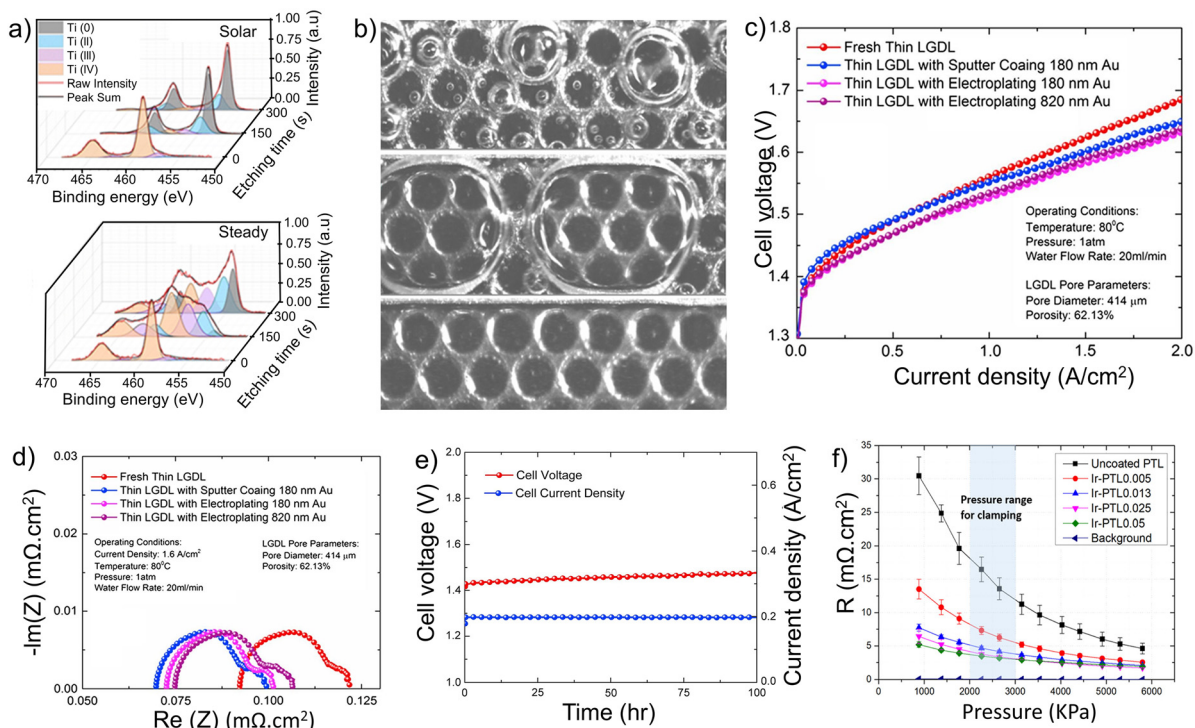 a)
Ti (0)
Ti (II)
Ti (III)
Ti (IV)
Raw Intensity
Peak Sum
Solar
1.00
0.75
0.50
0.25
0.00
Intensity (a.u)
300
150
0
Etching time (s)
470
465
460
455
450
Binding energy (eV)
Steady
1.00
0.75
0.50
0.25
0.00
Intensity (a.u)
300
150
0
Etching time (s)
470
465
460
455
450
Binding energy (eV)
b)
c)
Fresh Thin LGDL
Thin LGDL with Sputter Coaing 180 nm Au
Thin LGDL with Electroplating 180 nm Au
Thin LGDL with Electroplating 820 nm Au
1.8
1.7
1.6
1.5
1.4
1.3
Cell voltage (V)
Operating Conditions:
Temperature: 80⁰C
Pressure: 1atm
Water Flow Rate: 20ml/min
LGDL Pore Parameters:
Pore Diameter: 414 μm
Porosity: 62.13%
0.0
0.5
1.0
1.5
2.0
Current density (A/cm²)
d)
0.03
0.02
0.01
0.00
-Im(Z) (mΩ.cm²)
Fresh Thin LGDL
Thin LGDL with Sputter Coaing 180 nm Au
Thin LGDL with Electroplating 180 nm Au
Thin LGDL with Electroplating 820 nm Au
Operating Conditions:
Current Density: 1.6 A/cm²
Temperature: 80⁰C
Pressure: 1atm
Water Flow Rate: 20ml/min
LGDL Pore Parameters:
Pore Diameter: 414 μm
Porosity: 62.13%
0.050
0.075
0.100
0.125
Re (Z) (mΩ.cm²)
e)
2.0
1.8
1.6
1.4
1.2
1.0
Cell voltage (V)
Cell Voltage
Cell Current Density
0.6
0.4
0.3
0.2
0.1
0.0
Current density (A/cm²)
0
25
50
75
100
Time (hr)
f)
35
30
25
20
15
10
5
0
R (mΩ.cm²)
Pressure range
for clamping
Uncoated PTL
Ir-PTL0.005
Ir-PTL0.013
Ir-PTL0.025
Ir-PTL0.05
Background
0
1000
2000
3000
4000
5000
6000
Pressure (KPa)